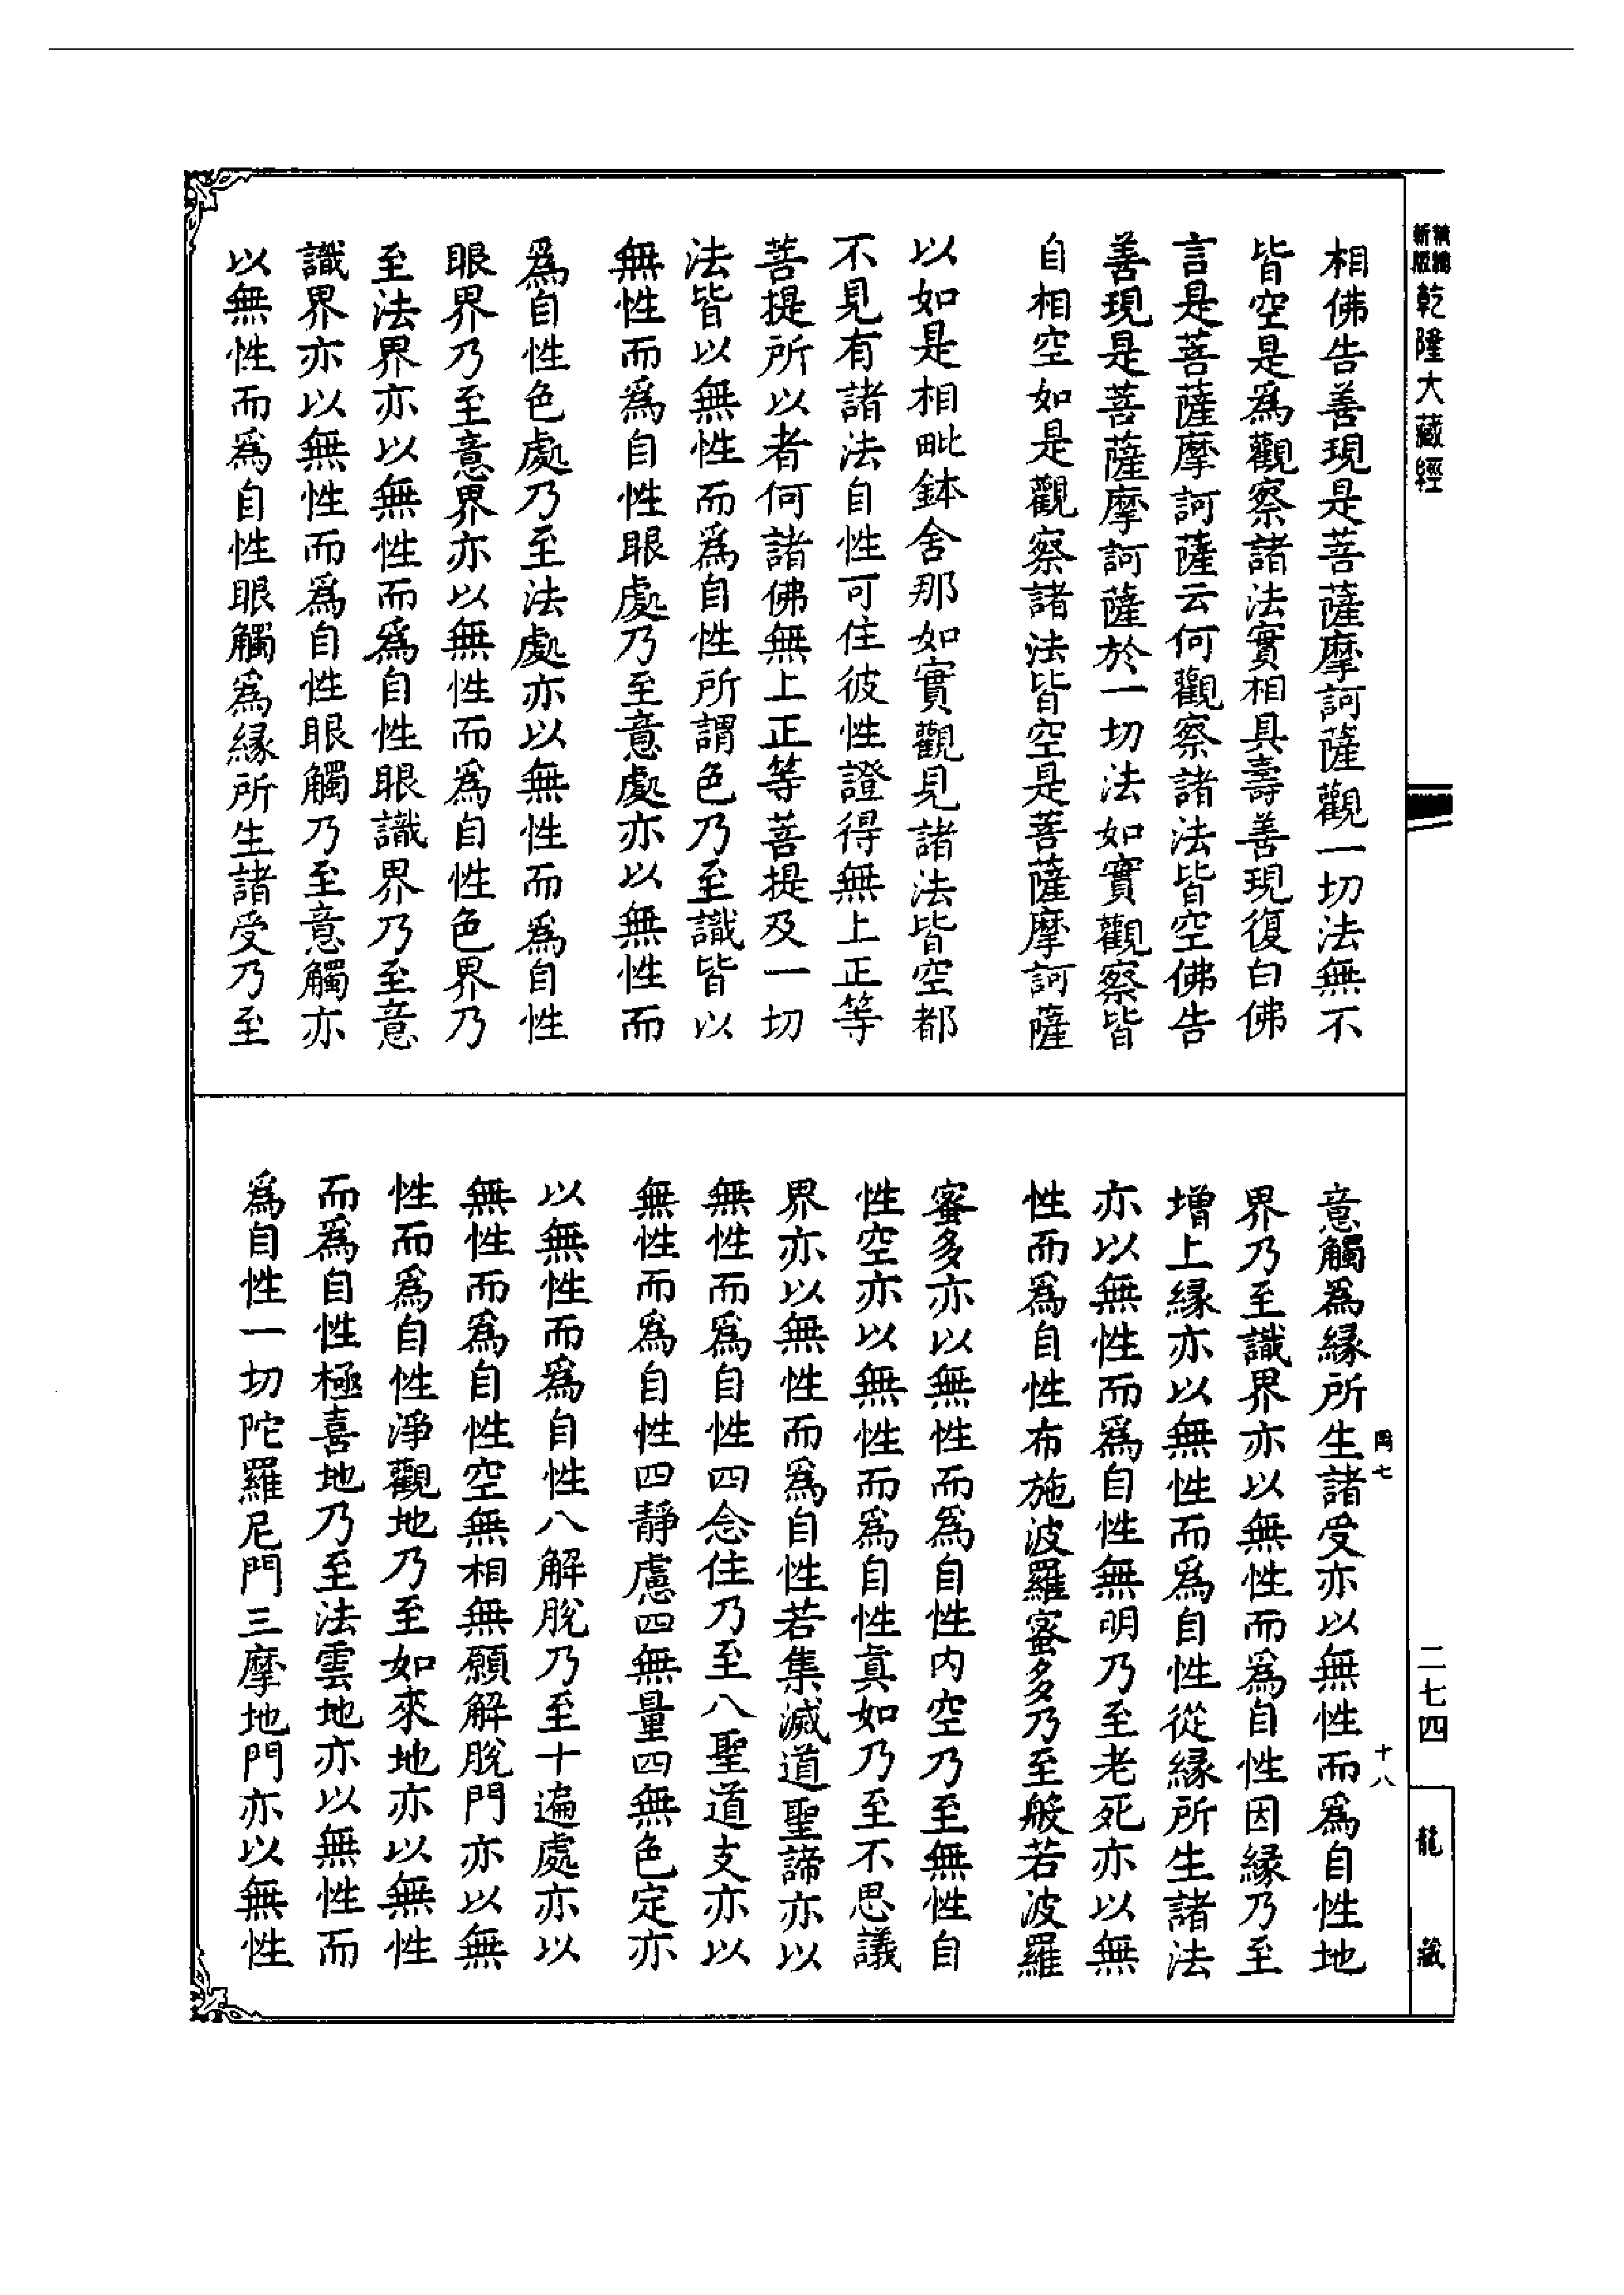 新版
乾隆大藏經
相佛告善現是菩薩摩訶薩觀一切法無不
皆空是爲觀察諸法實相具壽善現復白佛
言是菩薩摩訶薩云何觀察諸法皆空佛告
善現是菩薩摩訶薩於一切法如實觀察皆
自相空如是觀察諸法皆空是菩薩摩訶薩
以如是相毗鉢舍那如實觀見諸法皆空都
不見有諸法自性可住彼性證得無上正等
菩提所以者何諸佛無上正等菩提及一切
法皆以無性而爲自性所謂色乃至識皆以
無性而爲自性眼處乃至意處亦以無性而
爲自性色處乃至法處亦以無性而爲自性
眼界乃至意界亦以無性而爲自性色界乃
至法界亦以無性而爲自性眼識界乃至意
識界亦以無性而爲自性眼觸乃至意觸亦
以無性而爲自性眼觸爲緣所生諸受乃至
意觸爲緣所生諸受亦以無性而爲自性地
界乃至識界亦以無性而爲自性因緣乃至
增上緣亦以無性而爲自性從緣所生諸法
亦以無性而爲自性無明乃至老死亦以無
性而爲自性布施波羅蜜多乃至般若波羅
蜜多亦以無性而爲自性內空乃至無性自
性空亦以無性而爲自性真如乃至不思議
界亦以無性而爲自性若集滅道聖諦亦以
無性而爲自性四念住乃至八聖道支亦以
無性而爲自性四靜慮四無量四無色定亦
以無性而爲自性八解脫乃至十遍處亦以
無性而爲自性空無相無願解脫門亦以無
性而爲自性淨觀地乃至如來地亦以無性
而爲自性極喜地乃至法雲地亦以無性而
爲自性一切陀羅尼門三摩地門亦以無性
七
十八
二七四
龍藏